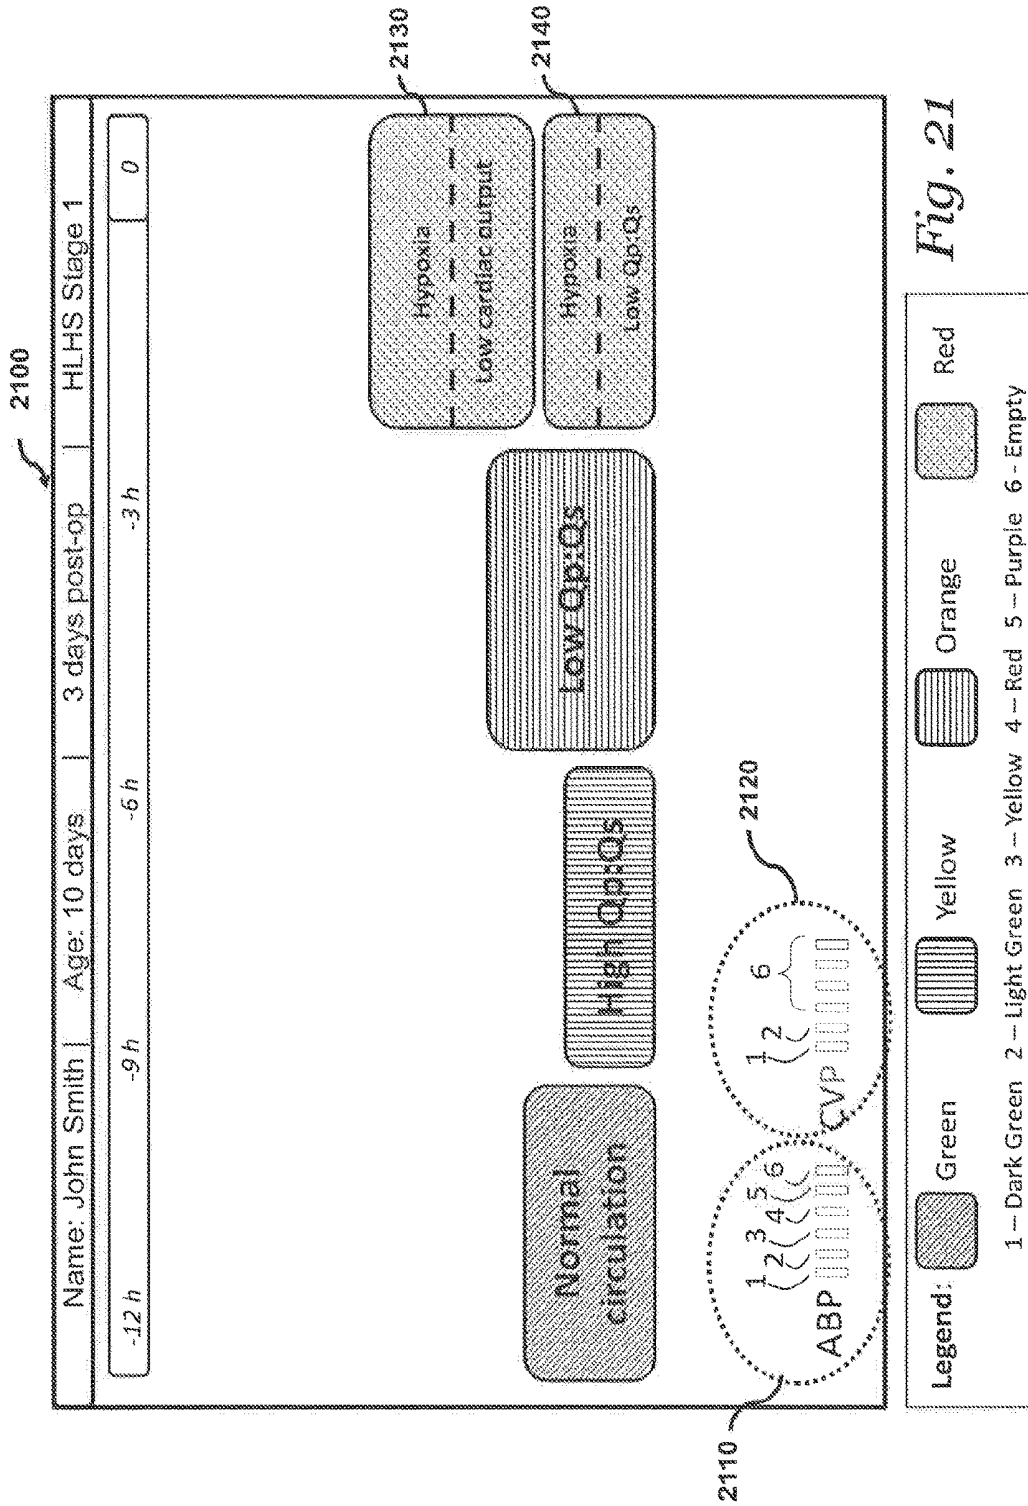 2100
Name: John Smith | Age: 10 days | 3 days post-op | HLHS Stage 1
-12 h -9 h -6 h -3 h 0
Normal
circulation
High Qp:Qs
Low Qp:Qs
Hypoxia
Low cardiac output
2130
Hypoxia
Low Qp:Qs
2140
2110
ABP
1 2 3 4 5 6
CVP
1 2 6
2120
Legend: Green Yellow Orange Red
1 – Dark Green 2 – Light Green 3 – Yellow 4 – Red 5 – Purple 6 - Empty
Fig. 21